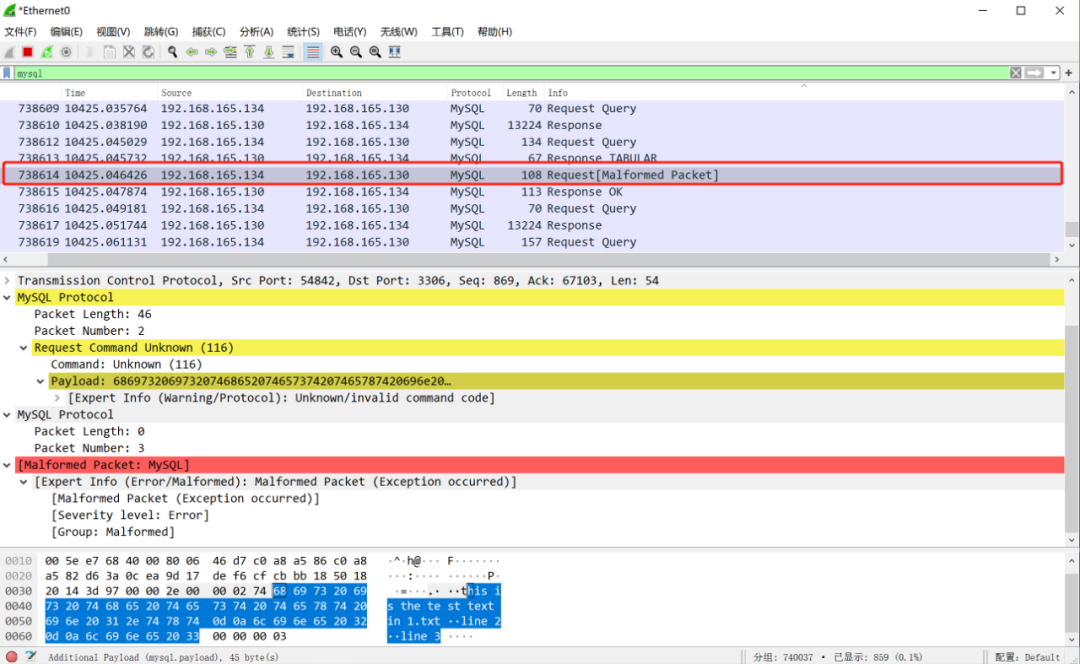 *Ethernet0
文件(F) 编辑(E) 视图(V) 跳转(G) 捕获(C) 分析(A) 统计(S) 电话(Y) 无线(W) 工具(T) 帮助(H)
mysql
Time Source Destination Protocol Length Info
738609 10425.035764 192.168.165.134 192.168.165.130 MySQL 70 Request Query
738610 10425.038190 192.168.165.130 192.168.165.134 MySQL 13224 Response
738612 10425.045029 192.168.165.134 192.168.165.130 MySQL 134 Request Query
738613 10425.045732 192.168.165.130 192.168.165.134 MySQL 67 Response TABULAR
738614 10425.046426 192.168.165.134 192.168.165.130 MySQL 108 Request[Malformed Packet]
738615 10425.047874 192.168.165.130 192.168.165.134 MySQL 113 Response OK
738616 10425.049181 192.168.165.134 192.168.165.130 MySQL 70 Request Query
738617 10425.051744 192.168.165.130 192.168.165.134 MySQL 13224 Response
738619 10425.061131 192.168.165.134 192.168.165.130 MySQL 157 Request Query
Transmission Control Protocol, Src Port: 54842, Dst Port: 3306, Seq: 869, Ack: 67103, Len: 54
MySQL Protocol
Packet Length: 46
Packet Number: 2
Request Command Unknown (116)
Command: Unknown (116)
Payload: 686973206973207468652074657374207465787420696e20…
[Expert Info (Warning/Protocol): Unknown/invalid command code]
MySQL Protocol
Packet Length: 0
Packet Number: 3
[Malformed Packet: MySQL]
[Expert Info (Error/Malformed): Malformed Packet (Exception occurred)]
[Malformed Packet (Exception occurred)]
[Severity level: Error]
[Group: Malformed]
0010 00 5e e7 68 40 00 80 06 46 d7 c0 a8 a5 86 c0 a8 ·^·h@··· F·······
0020 a5 82 d6 3a 0c ea 9d 17 de f6 cf cb bb 18 50 18 ···:···· ······P·
0030 20 14 3d 97 00 00 2e 00 00 02 74 68 69 73 20 69 ·=···.· ··this i
0040 73 20 74 68 65 20 74 65 73 74 20 74 65 78 74 20 s the te st text
0050 69 6e 20 31 2e 74 78 74 0d 0a 6c 69 6e 65 20 32 in 1.txt ··line 2
0060 0d 0a 6c 69 6e 65 20 33 00 00 00 03 ··line 3 ····
Additional Payload (mysql.payload), 45 byte(s) 分组: 740037 · 已显示: 859 (0.1%) 配置: Default